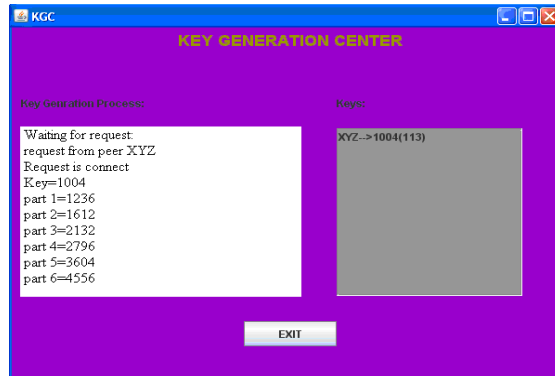 KGC
KEY GENERATION CENTER
Key Genration Process:
Waiting for request:
request from peer XYZ
Request is connect
Key=1004
part 1=1236
part 2=1612
part 3=2132
part 4=2796
part 5=3604
part 6=4556
Keys:
XYZ-->1004(113)
EXIT